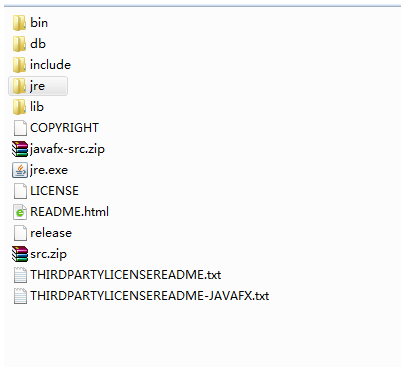 bin
db
include
jre
lib
COPYRIGHT
javafx-src.zip
jre.exe
LICENSE
README.html
release
src.zip
THIRDPARTYLICENSEREADME.txt
THIRDPARTYLICENSEREADME-JAVAFX.txt